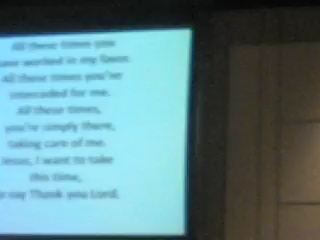 All these times you
have worked in my favor.
All these times you've
interceded for me.
All these times,
you're simply there,
taking care of me.
Jesus, I want to take
this time,
to say Thank you Lord.